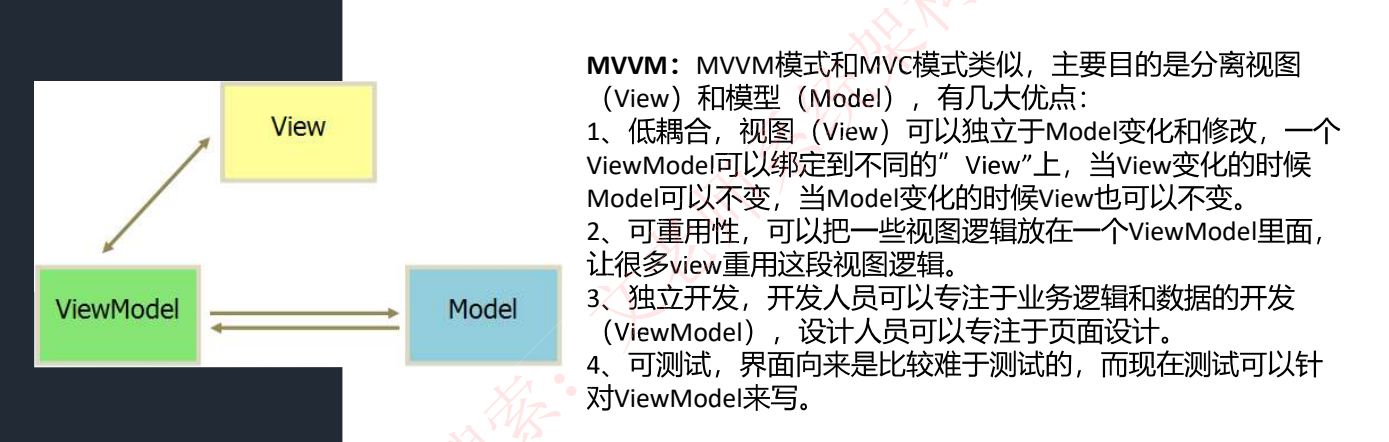 View
ViewModel
Model
MVVM：MVVM模式和MVC模式类似，主要目的是分离视图
（View）和模型（Model），有几大优点：
1、低耦合，视图（View）可以独立于Model变化和修改，一个
ViewModel可以绑定到不同的”View”上，当View变化的时候
Model可以不变，当Model变化的时候View也可以不变。
2、可重用性，可以把一些视图逻辑放在一个ViewModel里面，
让很多view重用这段视图逻辑。
3、独立开发，开发人员可以专注于业务逻辑和数据的开发
（ViewModel），设计人员可以专注于页面设计。
4、可测试，界面向来是比较难于测试的，而现在测试可以针
对ViewModel来写。